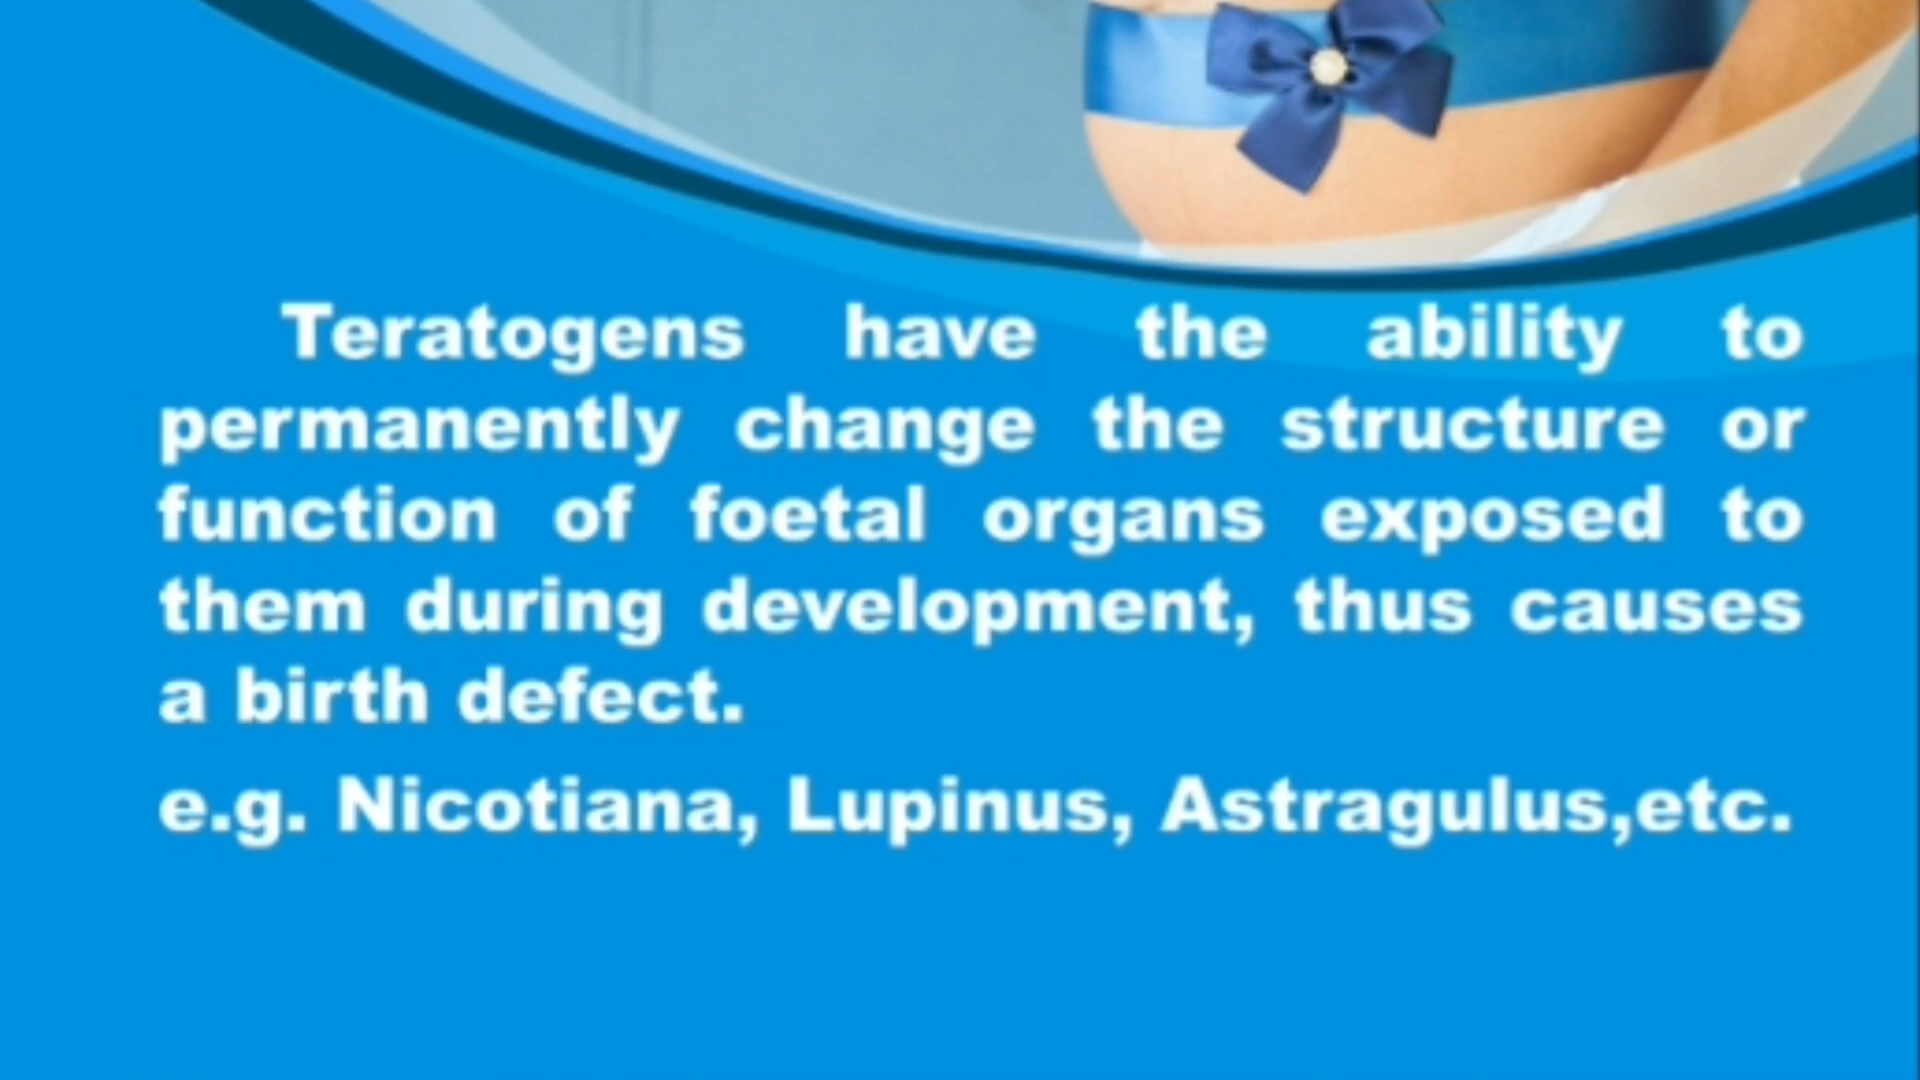 Teratogens have the ability to
permanently change the structure or
function of foetal organs exposed to
them during development, thus causes
a birth defect.
e.g. Nicotiana, Lupinus, Astragulus,etc.